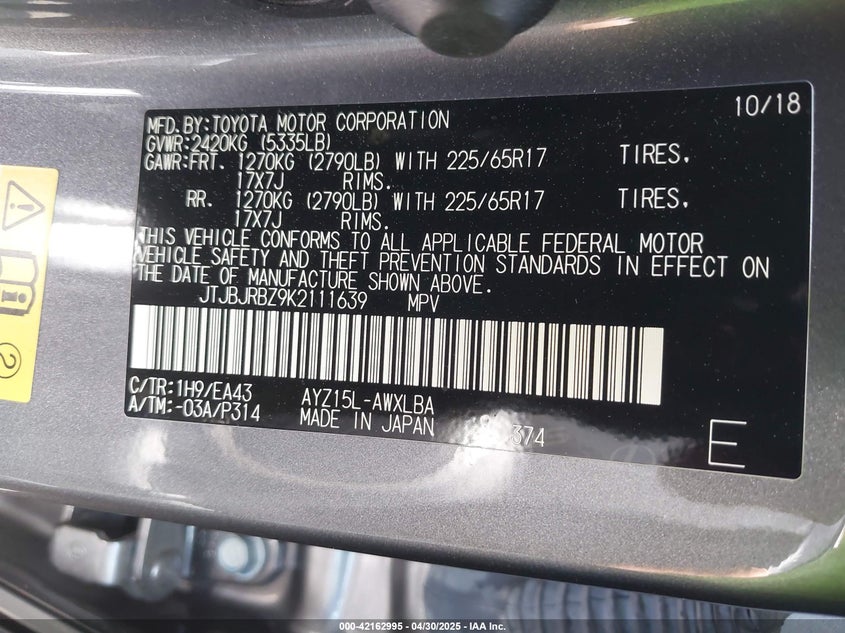 10/18
MFD.BY:TOYOTA MOTOR CORPORATION
GVWR:2420KG (5335LB)
GAWR:FRT. 1270KG (2790LB) WITH 225/65R17 TIRES.
17X7J RIMS.
RR. 1270KG (2790LB) WITH 225/65R17 TIRES.
17X7J RIMS.
THIS VEHICLE CONFORMS TO ALL APPLICABLE FEDERAL MOTOR
VEHICLE SAFETY AND THEFT PREVENTION STANDARDS IN EFFECT ON
THE DATE OF MANUFACTURE SHOWN ABOVE.
JTJBJRBZ9K2111639 MPV
C/TR:1H9/EA43 AYZ15L-AWXLBA
A/TM:-03A/P314 MADE IN JAPAN
E
000-42162995 - 04/30/2025 - IAA Inc.